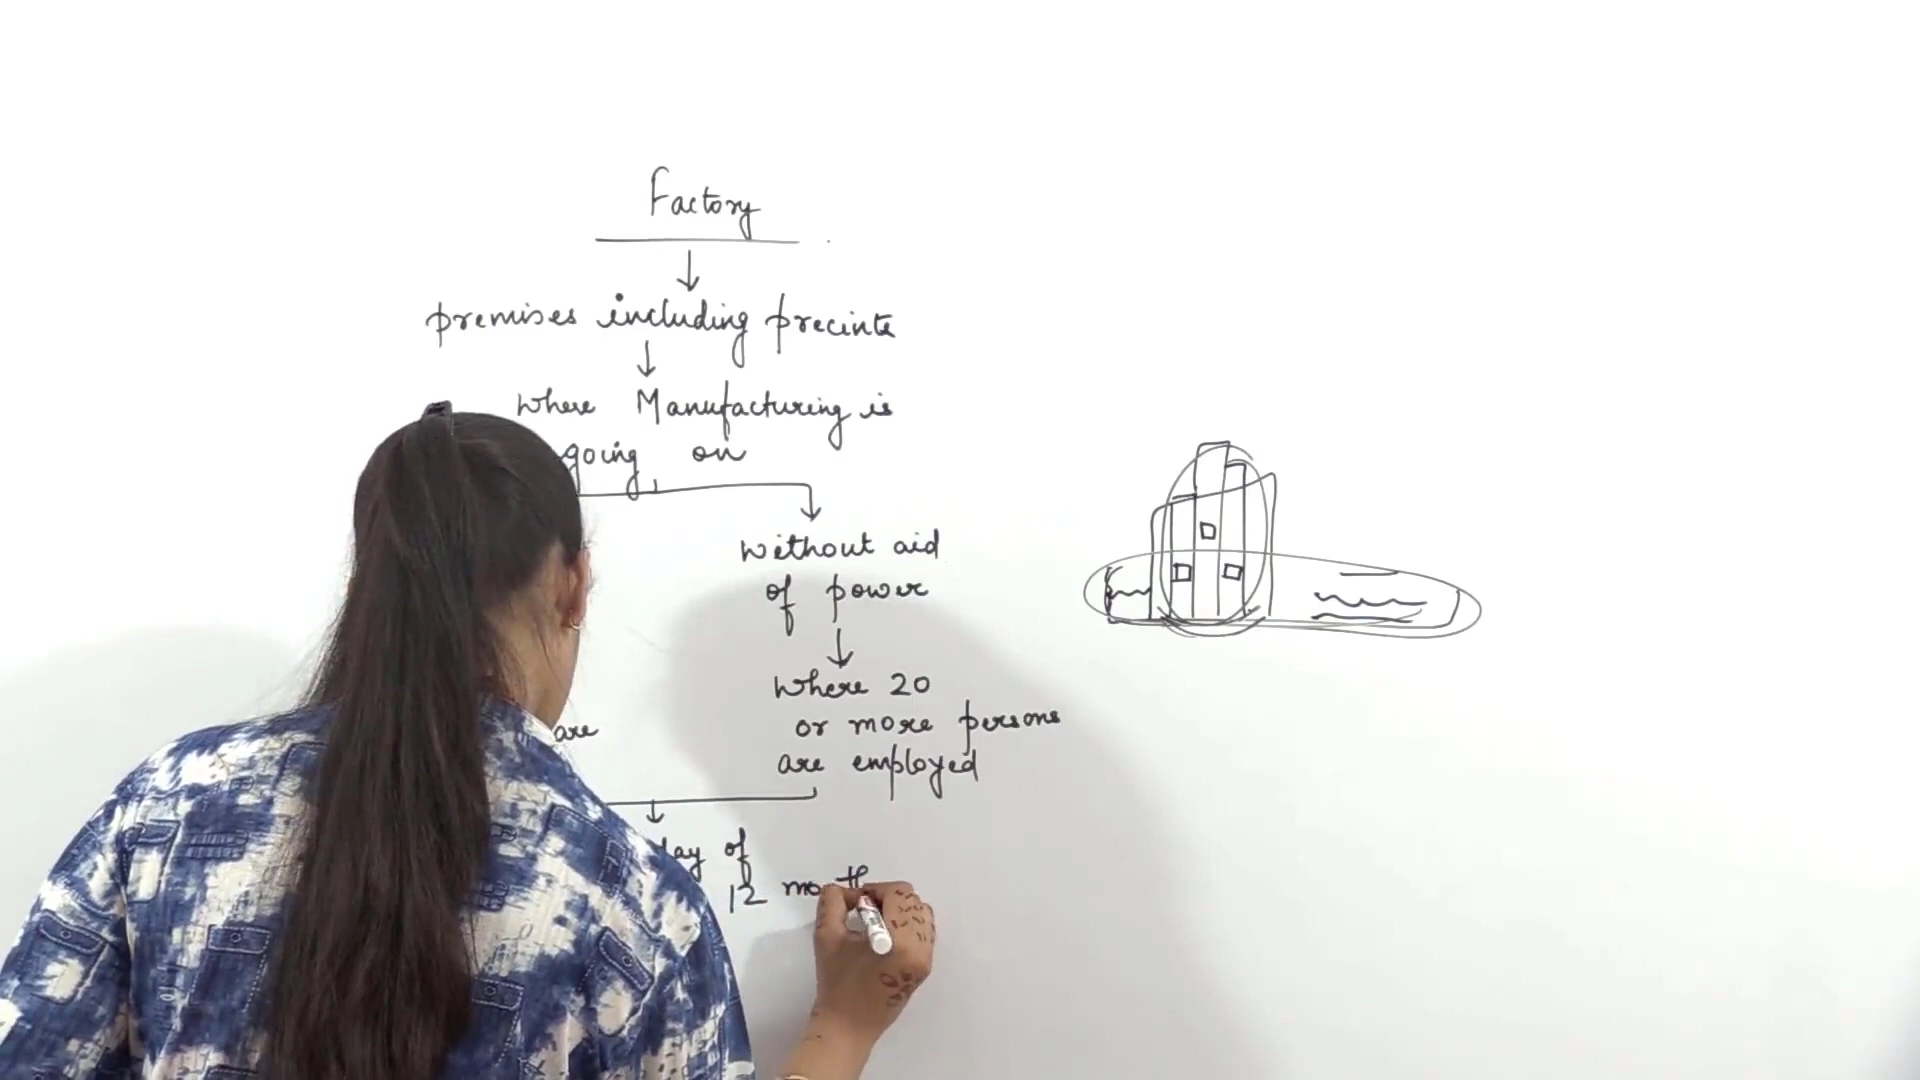 Factory
premises including precints
where Manufacturing is
going on
without aid
of power
where 20
or more persons
are
are employed
day of
12 month